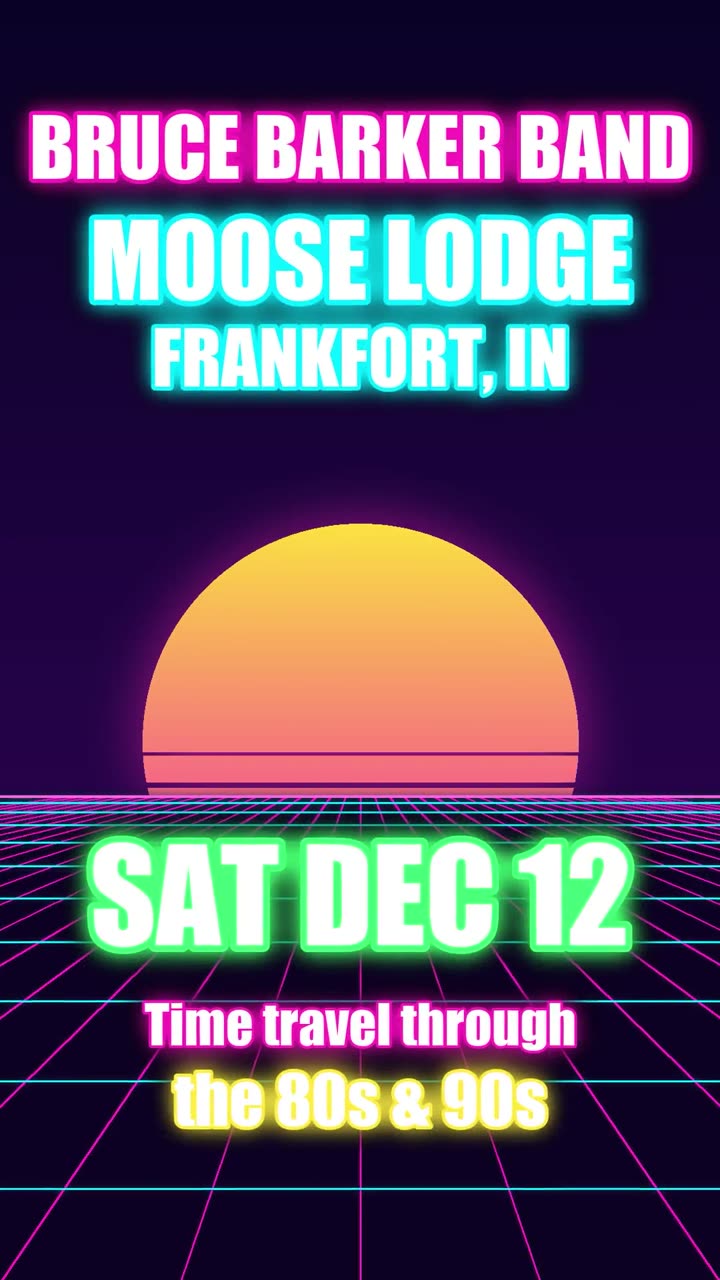 BRUCE BARKER BAND
MOOSE LODGE
FRANKFORT, IN
SAT DEC 12
Time travel through
the 80s & 90s